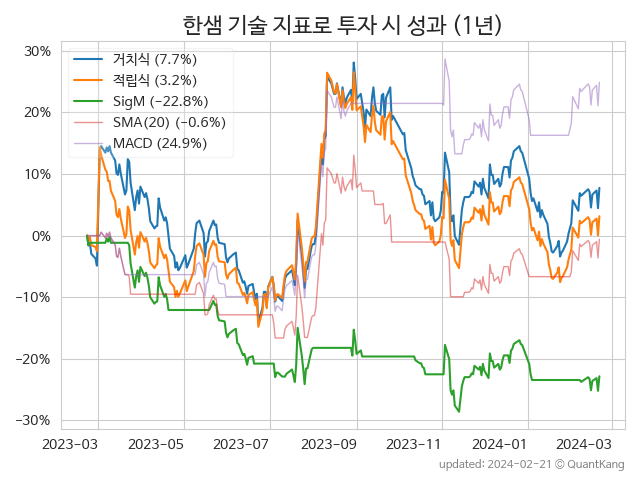 한샘 기술 지표로 투자 시 성과 (1년)
30%
20%
10%
0%
−10%
−20%
−30%
거치식 (7.7%)
적립식 (3.2%)
SigM (−22.8%)
SMA(20) (−0.6%)
MACD (24.9%)
2023-03
2023-05
2023-07
2023-09
2023-11
2024-01
2024-03
updated: 2024-02-21 © QuantKang